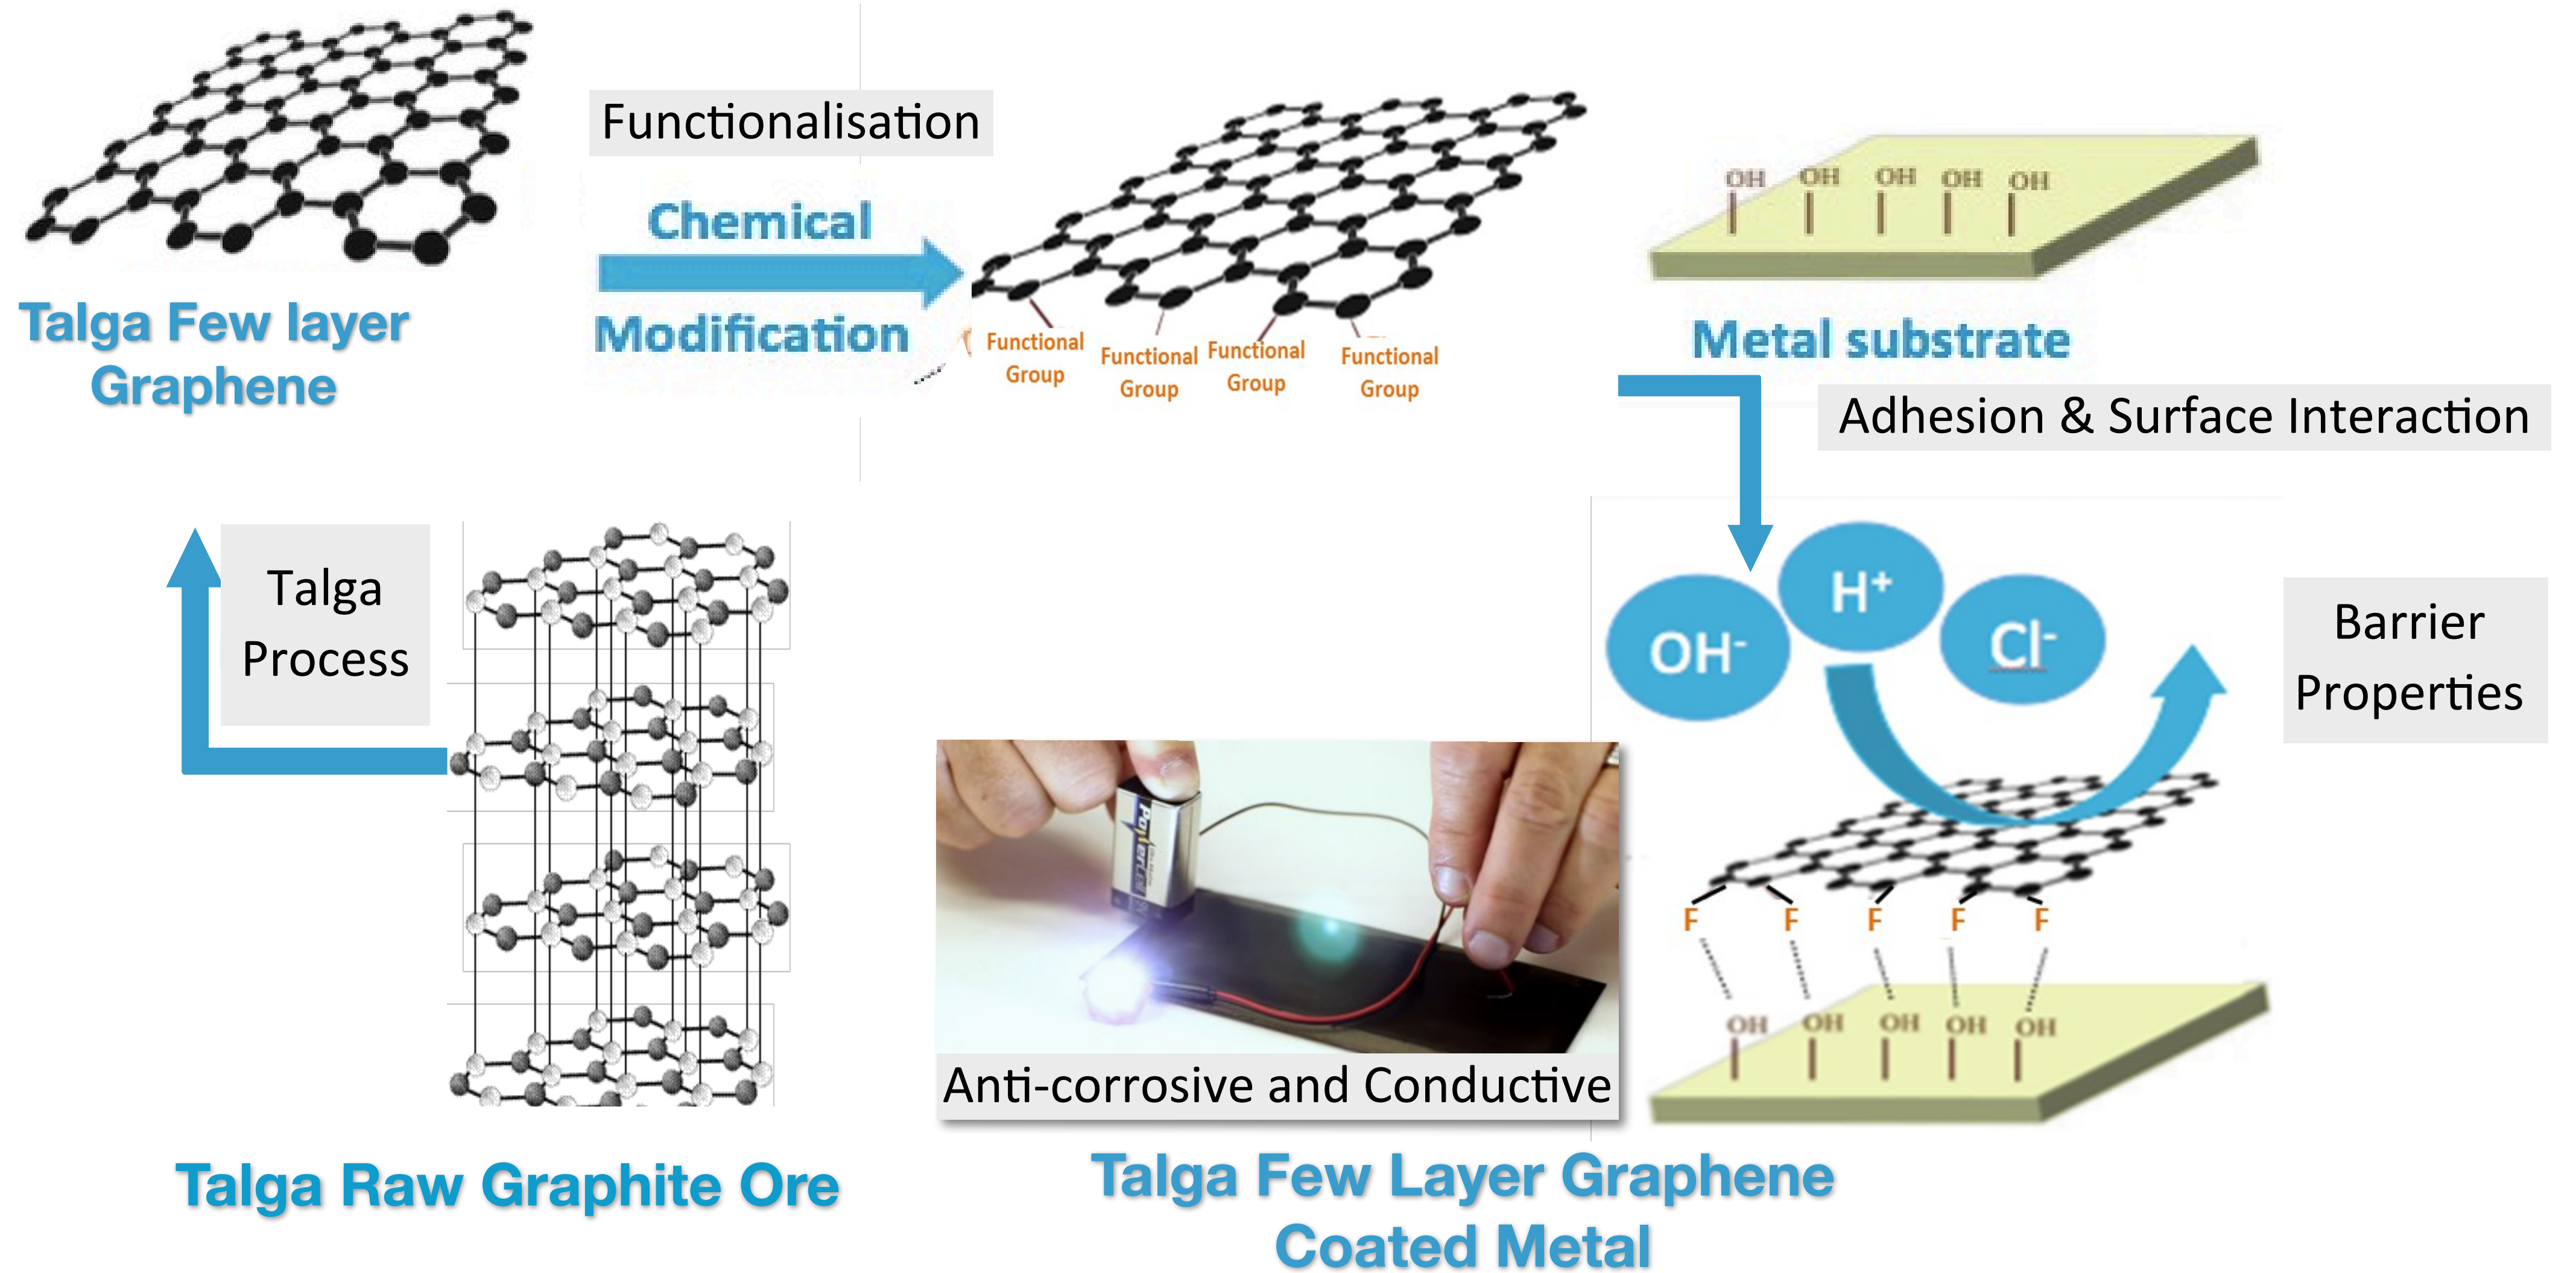 Functionalisation
Chemical
Modification
Talga Few layer
Graphene
Functional
Group
Functional
Group
Functional
Group
Functional
Group
OH OH OH OH OH
Metal substrate
Adhesion & Surface Interaction
Talga
Process
OH-
H+
Cl-
Barrier
Properties
F F F F F
OH OH OH OH OH
Anti-corrosive and Conductive
Talga Raw Graphite Ore
Talga Few Layer Graphene
Coated Metal